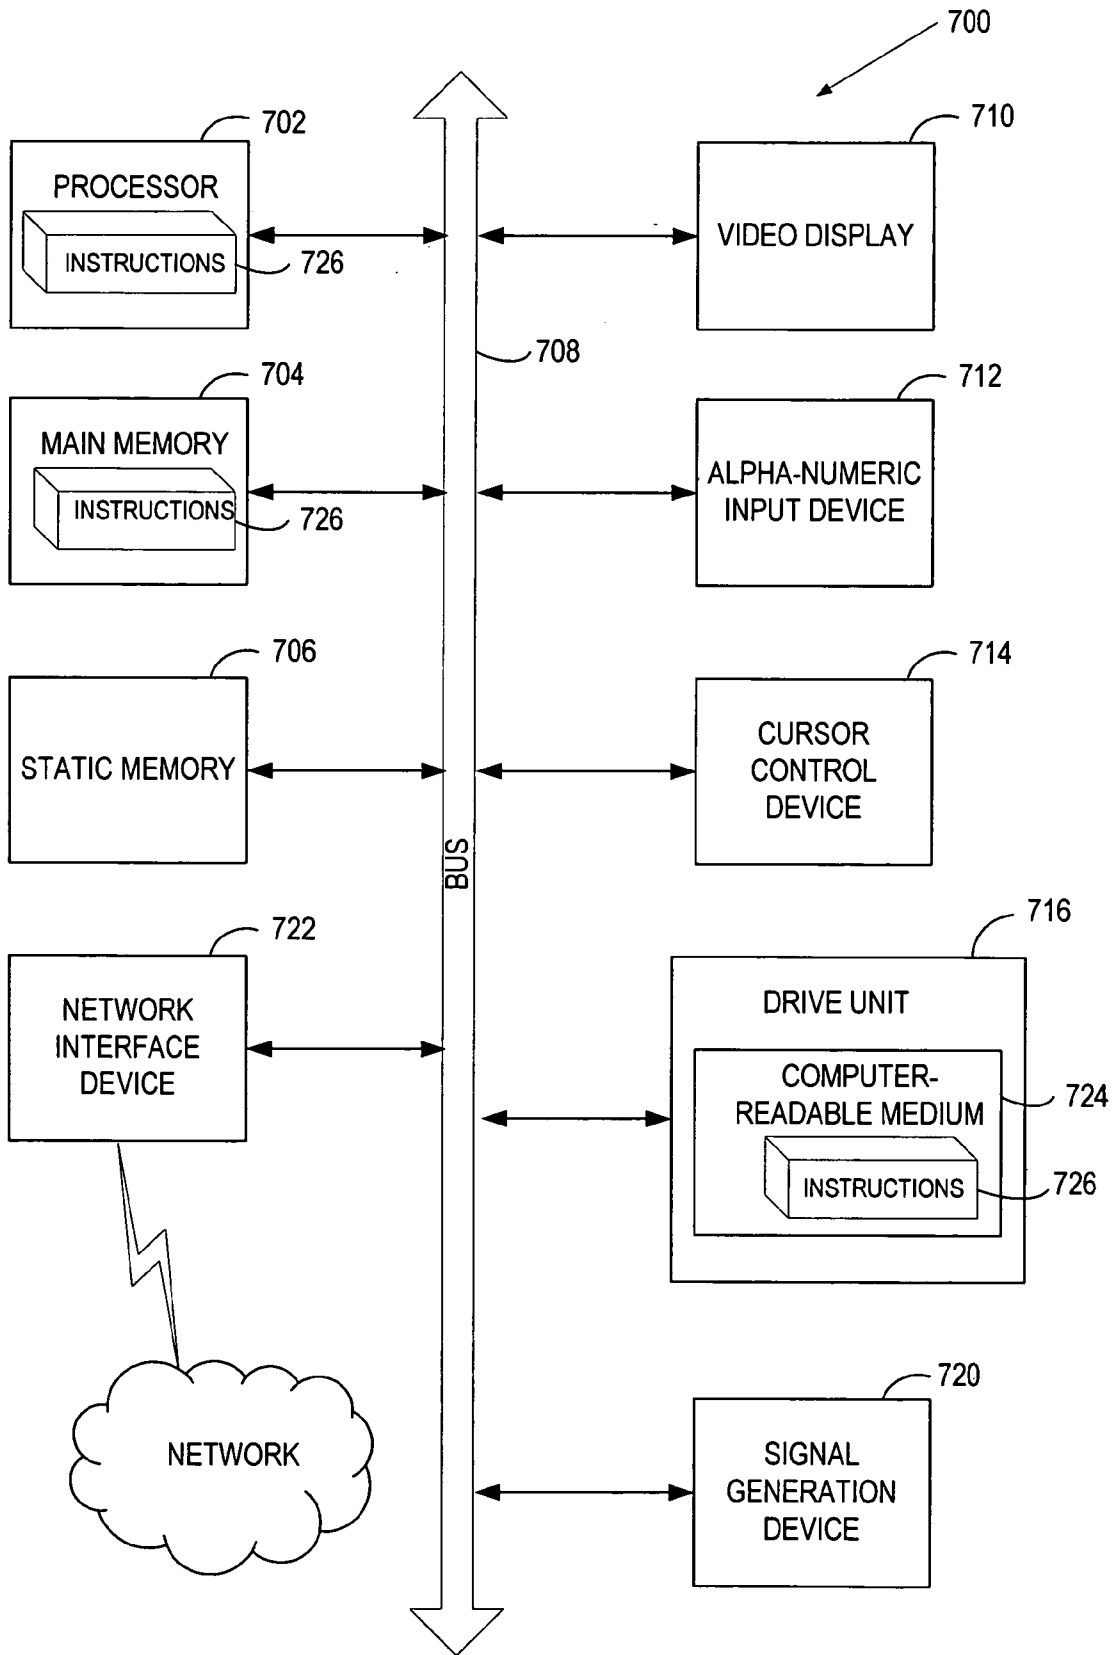 700
702
PROCESSOR
INSTRUCTIONS
726
710
VIDEO DISPLAY
708
704
MAIN MEMORY
INSTRUCTIONS
726
712
ALPHA-NUMERIC
INPUT DEVICE
706
STATIC MEMORY
714
CURSOR
CONTROL
DEVICE
BUS
722
NETWORK
INTERFACE
DEVICE
716
DRIVE UNIT
COMPUTER-
READABLE MEDIUM
724
INSTRUCTIONS
726
NETWORK
720
SIGNAL
GENERATION
DEVICE